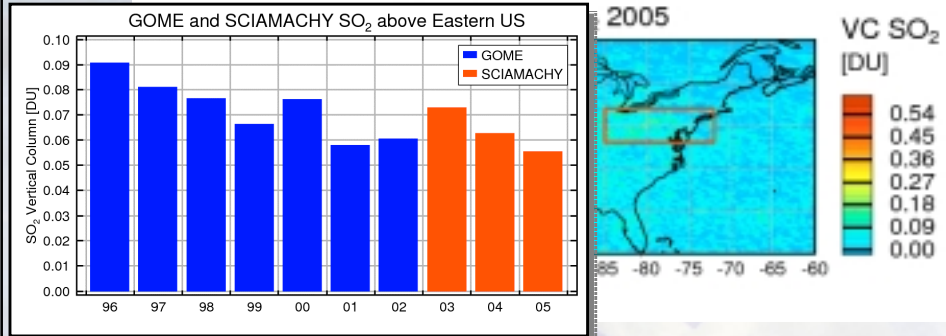 GOME and SCIAMACHY SO₂ above Eastern US
SO₂ Vertical Column [DU]
0.10
0.09
0.08
0.07
0.06
0.05
0.04
0.03
0.02
0.01
0.00
GOME
SCIAMACHY
96 97 98 99 00 01 02 03 04 05
2005
85 -80 -75 -70 -65 -60
VC SO₂
[DU]
0.54
0.45
0.36
0.27
0.18
0.09
0.00